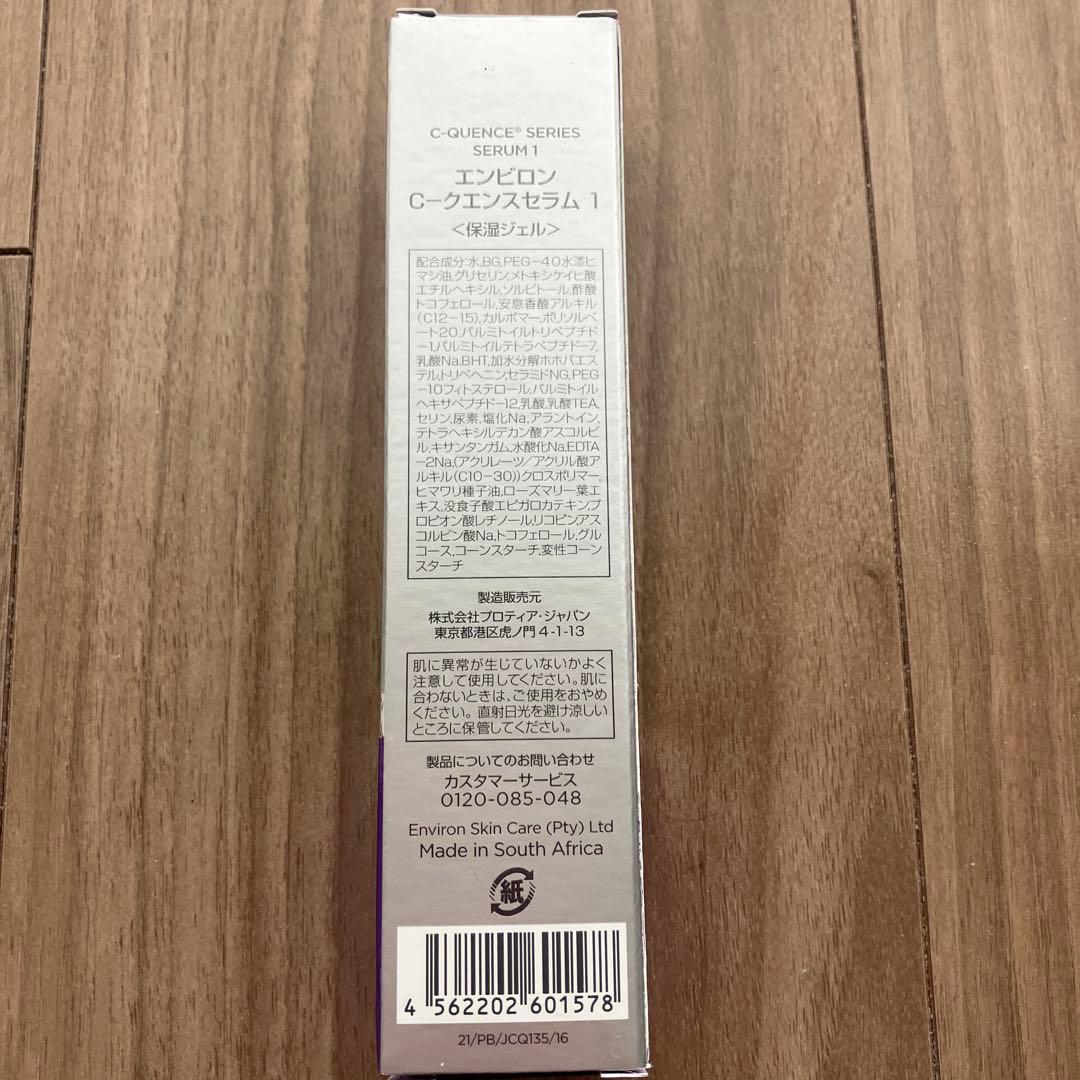 C-QUENCE® SERIES
SERUM 1
エンビロン
C-クエンスセラム 1
<保湿ジェル>
配合成分:水,BG,PEG-40水添ヒ
マシ油,グリセリン,メトキシケイヒ酸
エチルヘキシル,ソルビトール,酢酸
トコフェロール,安息香酸アルキル
(C12-15),カルボマー,ポリソルベ
ート20,パルミトイルトリペプチド
-1,パルミトイルテトラペプチド-7,
乳酸Na,BHT,加水分解ホホバエス
テル,トリベヘニン,セラミドNG,PEG
-10フィトステロール,パルミトイル
ヘキサペプチド-12,乳酸,乳酸TEA,
セリン,尿素,塩化Na,アラントイン,
テトラヘキシルデカン酸アスコルビ
ル,キサンタンガム,水酸化Na,EDTA
-2Na,(アクリレーツ/アクリル酸ア
ルキル(C10-30))クロスポリマー,
ヒマワリ種子油,ローズマリー葉エ
キス,没食子酸エピガロカテキン,プ
ロピオン酸レチノール,リコピン,アス
コルビン酸Na,トコフェロール,グル
コース,コーンスターチ,変性コーン
スターチ
製造販売元
株式会社プロティア・ジャパン
東京都港区虎ノ門 4-1-13
肌に異常が生じていないかよく
注意して使用してください。肌に
合わないときは、ご使用をおやめ
ください。直射日光を避け涼しい
ところに保管してください。
製品についてのお問い合わせ
カスタマーサービス
0120-085-048
Environ Skin Care (Pty) Ltd
Made in South Africa
紙
4 562202 601578
21/PB/JCQ135/16